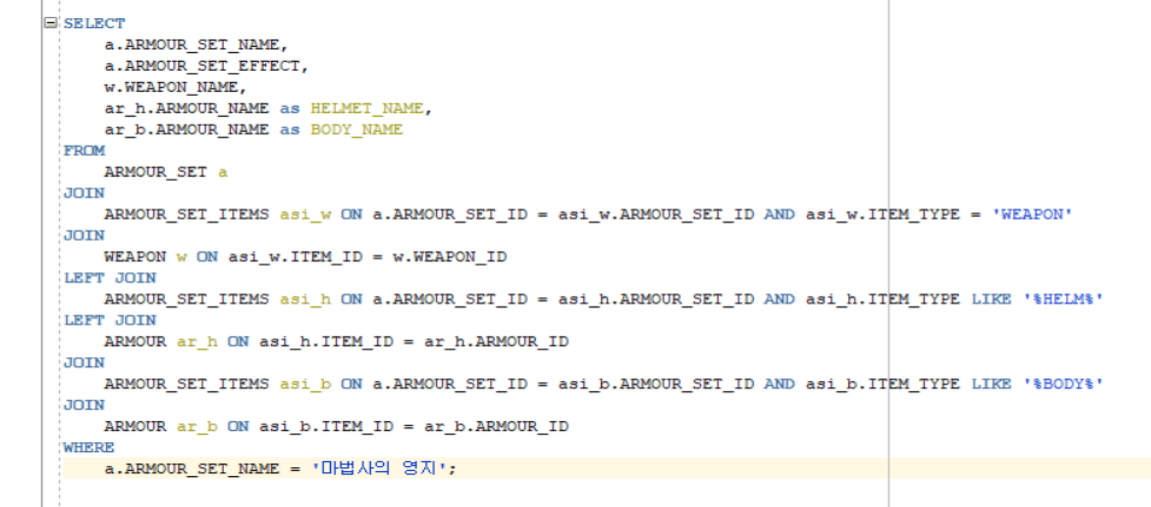 SELECT
a.ARMOUR_SET_NAME,
a.ARMOUR_SET_EFFECT,
w.WEAPON_NAME,
ar_h.ARMOUR_NAME as HELMET_NAME,
ar_b.ARMOUR_NAME as BODY_NAME
FROM
ARMOUR_SET a
JOIN
ARMOUR_SET_ITEMS asi_w ON a.ARMOUR_SET_ID = asi_w.ARMOUR_SET_ID AND asi_w.ITEM_TYPE = 'WEAPON'
JOIN
WEAPON w ON asi_w.ITEM_ID = w.WEAPON_ID
LEFT JOIN
ARMOUR_SET_ITEMS asi_h ON a.ARMOUR_SET_ID = asi_h.ARMOUR_SET_ID AND asi_h.ITEM_TYPE LIKE '%HELM%'
LEFT JOIN
ARMOUR ar_h ON asi_h.ITEM_ID = ar_h.ARMOUR_ID
JOIN
ARMOUR_SET_ITEMS asi_b ON a.ARMOUR_SET_ID = asi_b.ARMOUR_SET_ID AND asi_b.ITEM_TYPE LIKE '%BODY%'
JOIN
ARMOUR ar_b ON asi_b.ITEM_ID = ar_b.ARMOUR_ID
WHERE
a.ARMOUR_SET_NAME = '마법사의 영지';